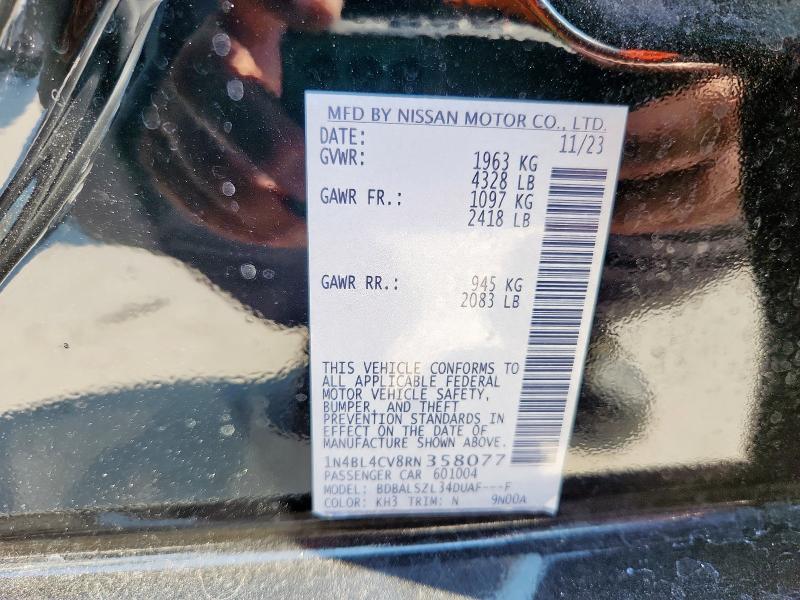 MFD BY NISSAN MOTOR CO., LTD.
DATE: 11/23
GVWR: 1963 KG
4328 LB
GAWR FR.: 1097 KG
2418 LB
GAWR RR.: 945 KG
2083 LB
THIS VEHICLE CONFORMS TO
ALL APPLICABLE FEDERAL
MOTOR VEHICLE SAFETY,
BUMPER, AND THEFT
PREVENTION STANDARDS IN
EFFECT ON THE DATE OF
MANUFACTURE SHOWN ABOVE.
1N4BL4CV8RN358077
PASSENGER CAR 601004
MODEL: BDBALSZL34DUAF---F
COLOR: KH3 TRIM: N 9N00A